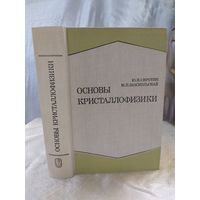 Ю.И.СИРОТИН
М.П.ШАСКОЛЬСКАЯ
ОСНОВЫ
КРИСТАЛЛОФИЗИКИ
ОСНОВЫ КРИСТАЛЛОФИЗИКИ